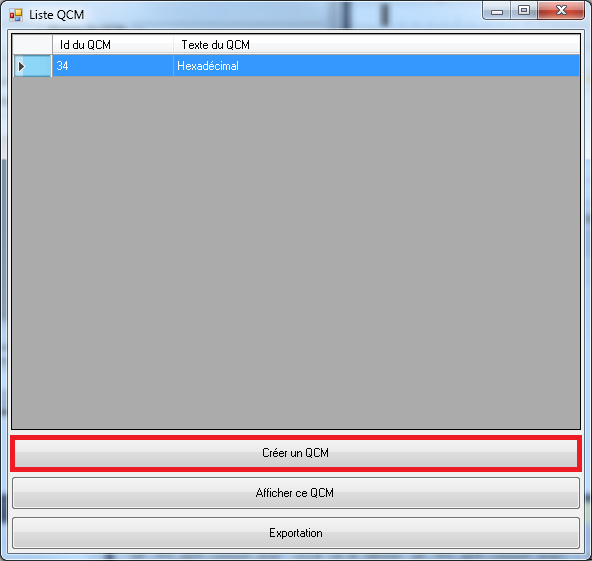 Liste QCM
Id du QCM Texte du QCM
34 Hexadécimal
Créer un QCM
Afficher ce QCM
Exportation